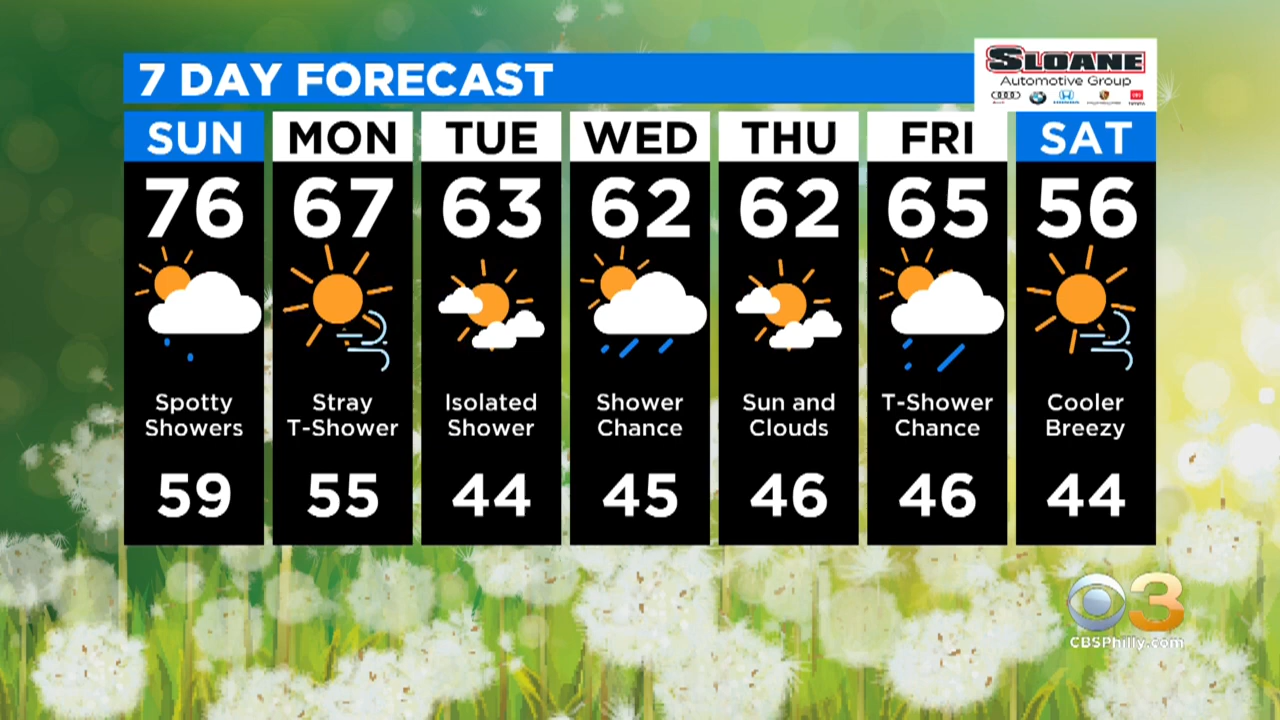 7 DAY FORECAST
SLOANE
Automotive Group
SUN MON TUE WED THU FRI SAT
76 67 63 62 62 65 56
Spotty Stray Isolated Shower Sun and T-Shower Cooler
Showers T-Shower Shower Chance Clouds Chance Breezy
59 55 44 45 46 46 44
3
CBSPhilly.com